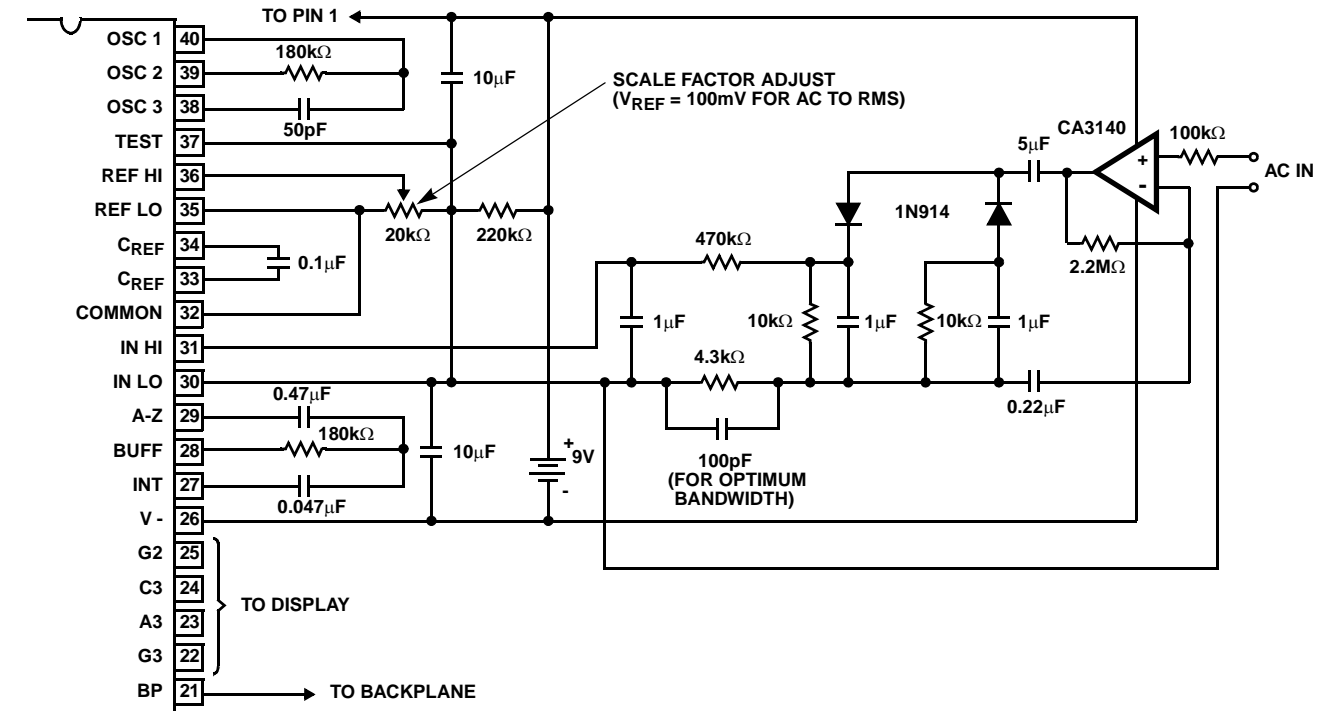 TO PIN 1
OSC 1 40
180kΩ
OSC 2 39
10µF
SCALE FACTOR ADJUST
(VREF = 100mV FOR AC TO RMS)
OSC 3 38
50pF
CA3140
100kΩ
TEST 37
5µF
+
-
AC IN
REF HI 36
REF LO 35
20kΩ
220kΩ
1N914
470kΩ
2.2MΩ
CREF 34
0.1µF
CREF 33
COMMON 32
1µF
10kΩ
1µF
10kΩ
1µF
IN HI 31
4.3kΩ
IN LO 30
0.47µF
0.22µF
A-Z 29
180kΩ
BUFF 28
10µF
+
9V
-
100pF
(FOR OPTIMUM
BANDWIDTH)
INT 27
0.047µF
V - 26
G2 25
C3 24
TO DISPLAY
A3 23
G3 22
BP 21
TO BACKPLANE